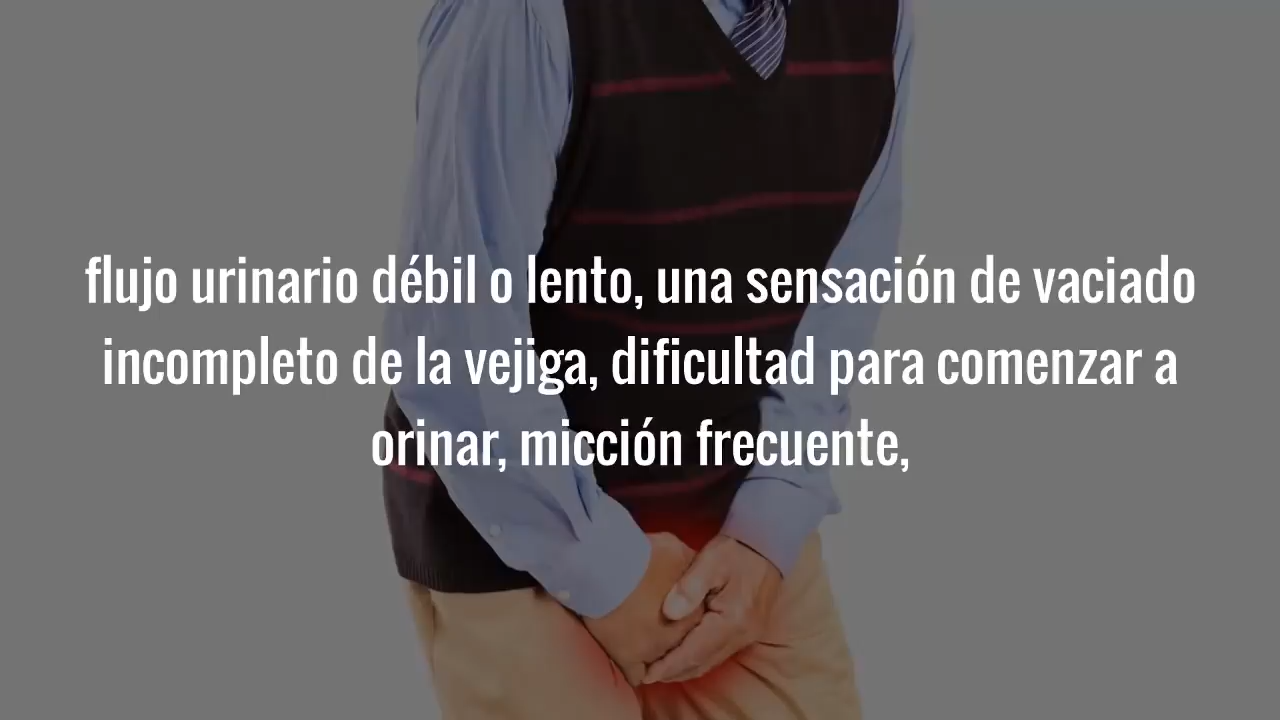 flujo urinario débil o lento, una sensación de vaciado
incompleto de la vejiga, dificultad para comenzar a
orinar, micción frecuente,